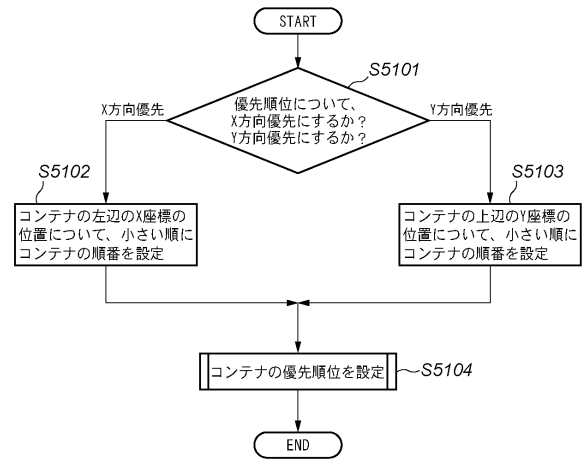 START
S5101
優先順位について、
X方向優先にするか？
Y方向優先にするか？
X方向優先
Y方向優先
S5102
コンテナの左辺のX座標の
位置について、小さい順に
コンテナの順番を設定
S5103
コンテナの上辺のY座標の
位置について、小さい順に
コンテナの順番を設定
コンテナの優先順位を設定
S5104
END